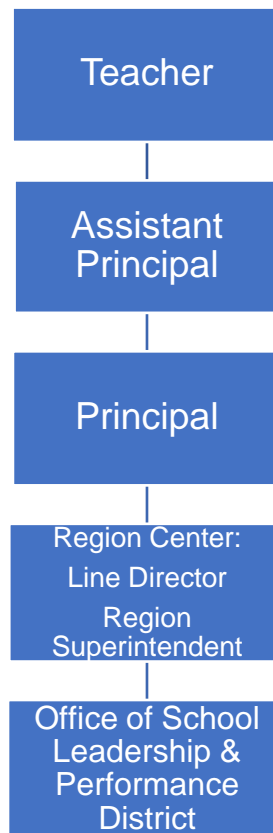 Teacher
Assistant
Principal
Principal
Region Center:
Line Director
Region
Superintendent
Office of School
Leadership &
Performance
District